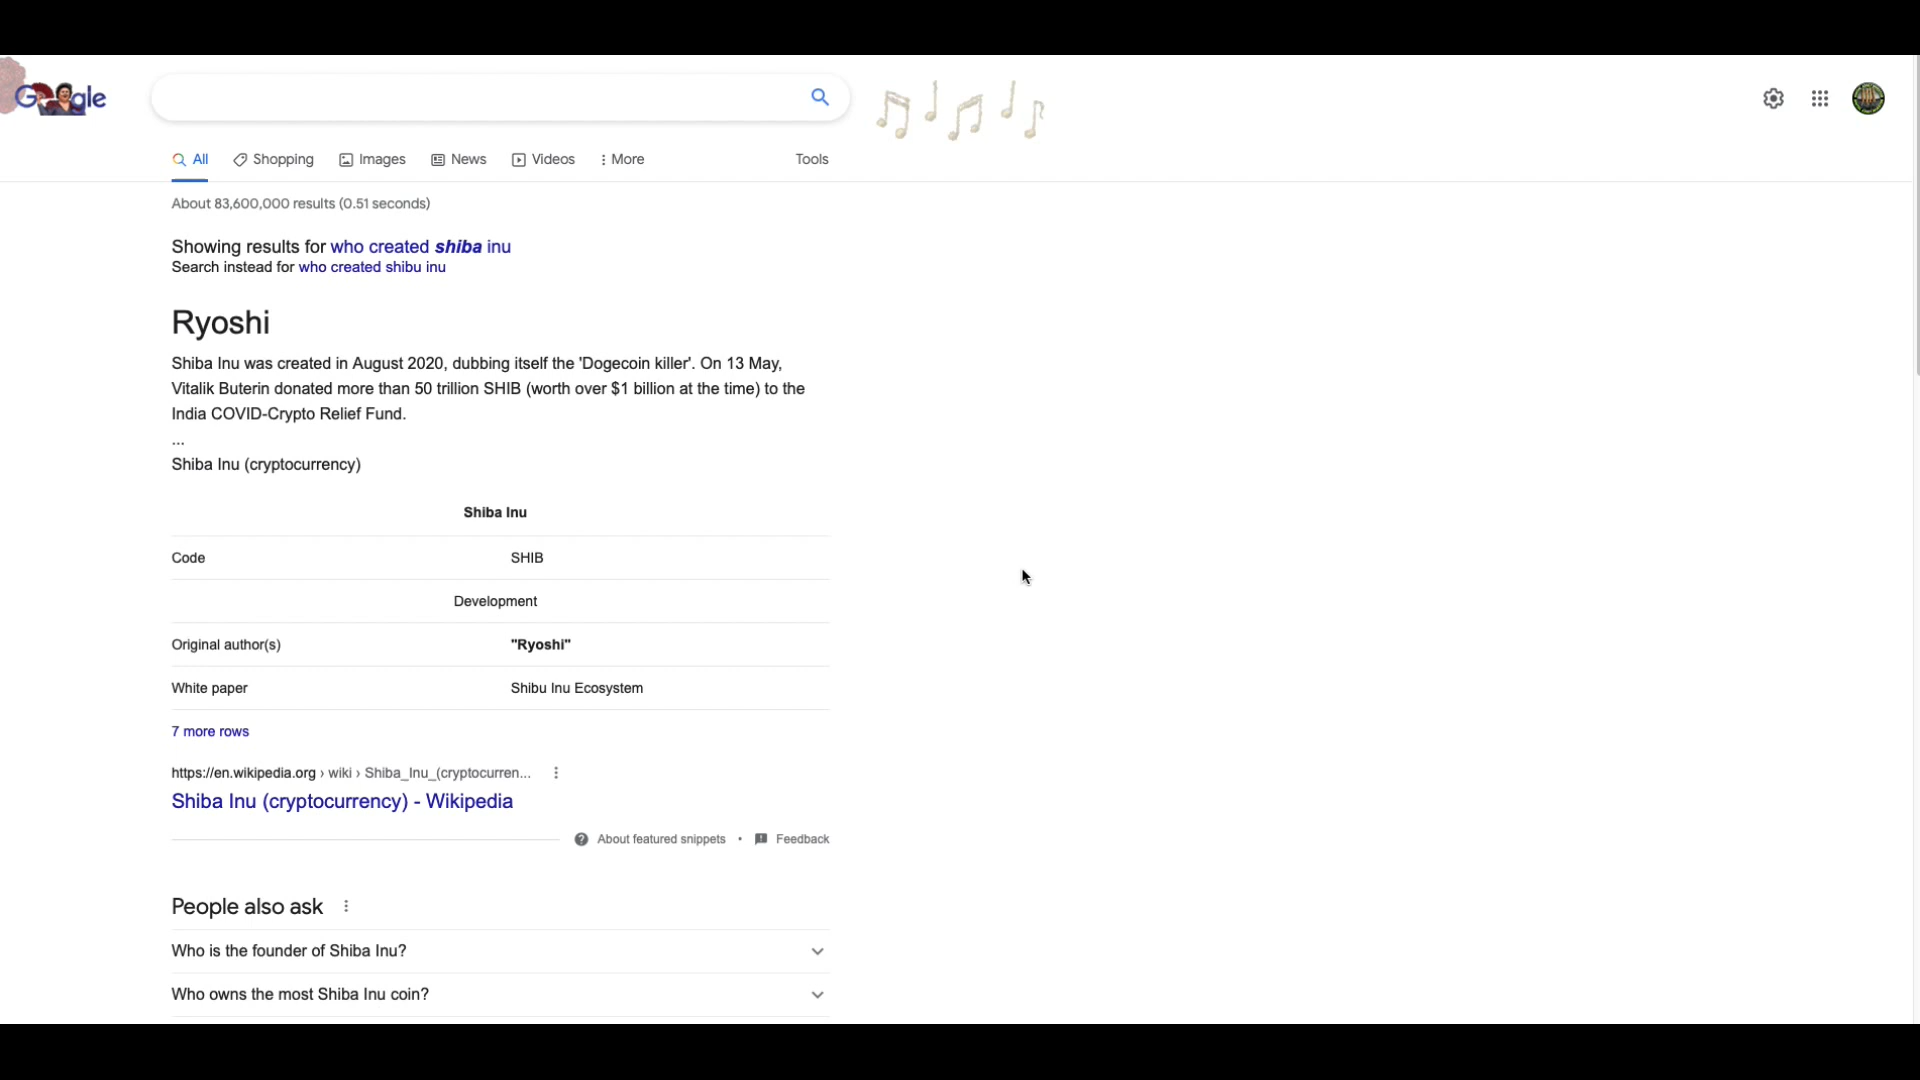 Google
All
Shopping
Images
News
Videos
More
Tools
About 83,600,000 results (0.51 seconds)
Showing results for who created shiba inu
Search instead for who created shibu inu
Ryoshi
Shiba Inu was created in August 2020, dubbing itself the 'Dogecoin killer'. On 13 May,
Vitalik Buterin donated more than 50 trillion SHIB (worth over $1 billion at the time) to the
India COVID-Crypto Relief Fund.
...
Shiba Inu (cryptocurrency)
Shiba Inu
Code SHIB
Development
Original author(s) "Ryoshi"
White paper Shibu Inu Ecosystem
7 more rows
https://en.wikipedia.org › wiki › Shiba_Inu_(cryptocurren...
Shiba Inu (cryptocurrency) - Wikipedia
About featured snippets • Feedback
People also ask
Who is the founder of Shiba Inu?
Who owns the most Shiba Inu coin?